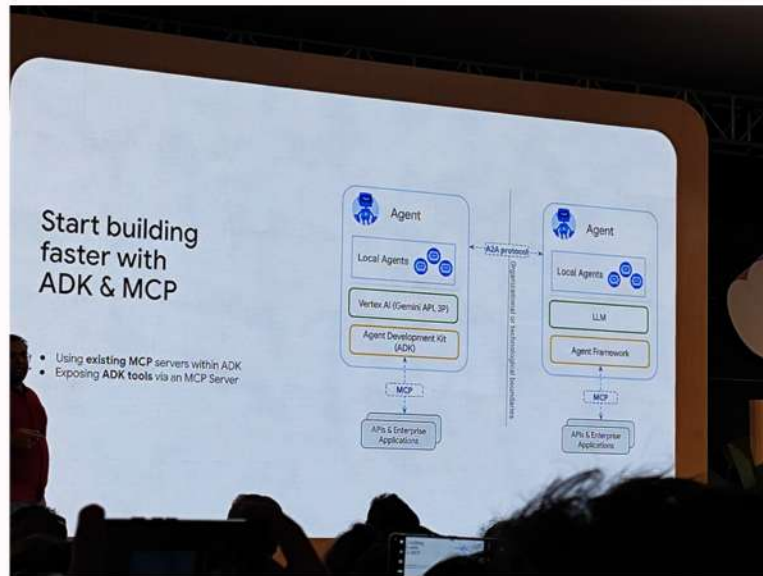 Start building
faster with
ADK & MCP
• Using existing MCP servers within ADK
• Exposing ADK tools via an MCP Server
Agent
Local Agents
Vertex AI (Gemini API, 3P)
Agent Development Kit
(ADK)
MCP
APIs & Enterprise
Applications
A2A protocol
Organizational or technological boundaries
Agent
Local Agents
LLM
Agent Framework
MCP
APIs & Enterprise
Applications